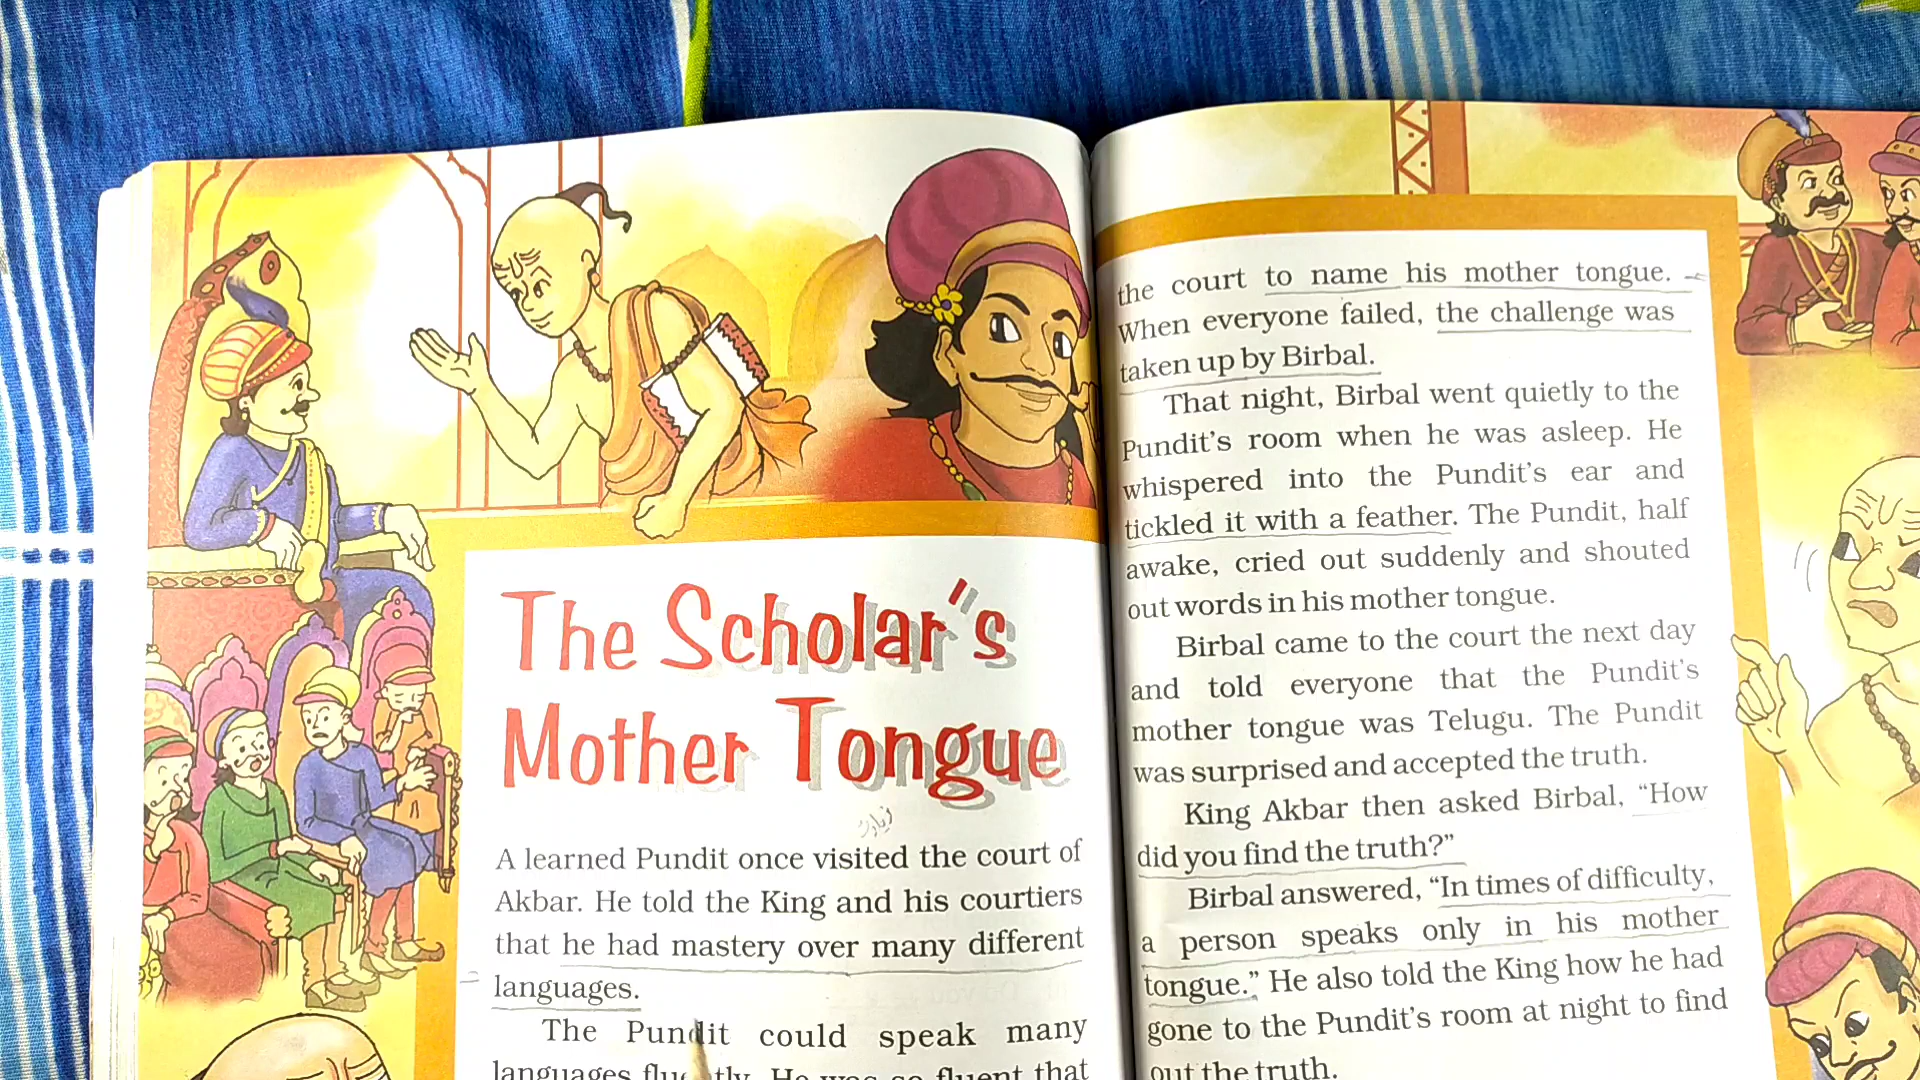 The Scholar's
Mother Tongue
A learned Pundit once visited the court of
Akbar. He told the King and his courtiers
that he had mastery over many different
languages.
The Pundit could speak many
languages fluently. He was so fluent that
the court to name his mother tongue.
When everyone failed, the challenge was
taken up by Birbal.
That night, Birbal went quietly to the
Pundit's room when he was asleep. He
whispered into the Pundit's ear and
tickled it with a feather. The Pundit, half
awake, cried out suddenly and shouted
out words in his mother tongue.
Birbal came to the court the next day
and told everyone that the Pundit's
mother tongue was Telugu. The Pundit
was surprised and accepted the truth.
King Akbar then asked Birbal, “How
did you find the truth?”
Birbal answered, “In times of difficulty,
a person speaks only in his mother
tongue.” He also told the King how he had
gone to the Pundit's room at night to find
out the truth.